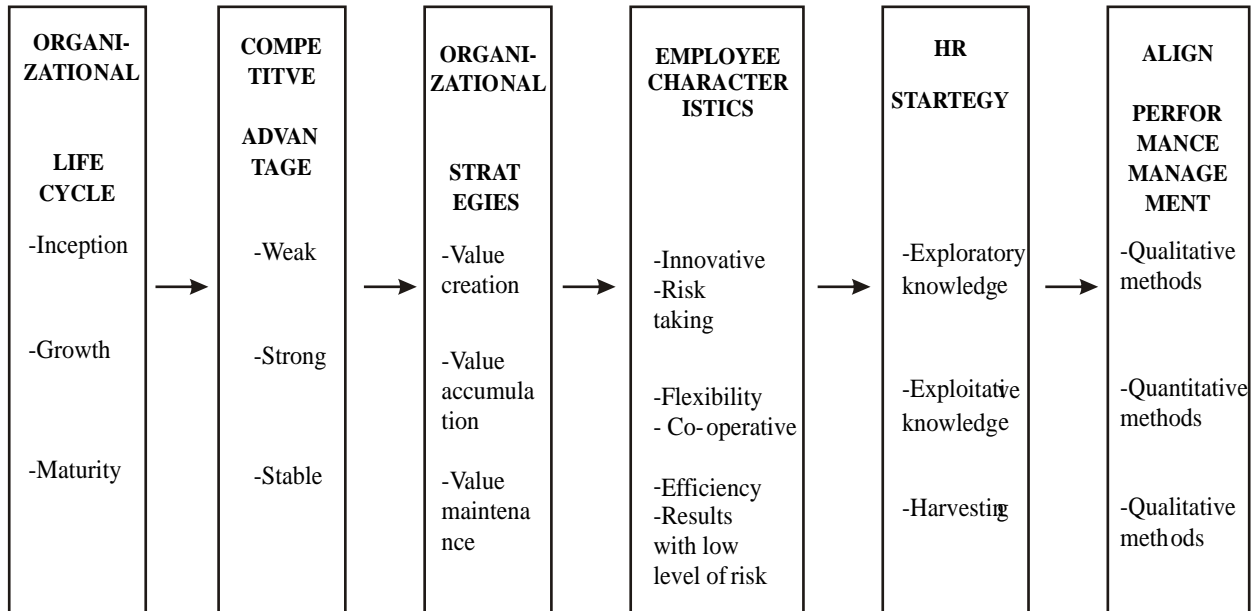 ORGANI-
ZATIONAL
LIFE
CYCLE
-Inception
-Growth
-Maturity
COMPE
TITVE
ADVAN
TAGE
-Weak
-Strong
-Stable
ORGANI-
ZATIONAL
STRAT
EGIES
-Value
creation
-Value
accumula
tion
-Value
maintena
nce
EMPLOYEE
CHARACTER
ISTICS
-Innovative
-Risk
taking
-Flexibility
- Co-operative
-Efficiency
-Results
with low
level of risk
HR
STARTEGY
-Exploratory
knowledge
-Exploitative
knowledge
-Harvesting
ALIGN
PERFOR
MANCE
MANAGE
MENT
-Qualitative
methods
-Quantitative
methods
-Qualitative
methods